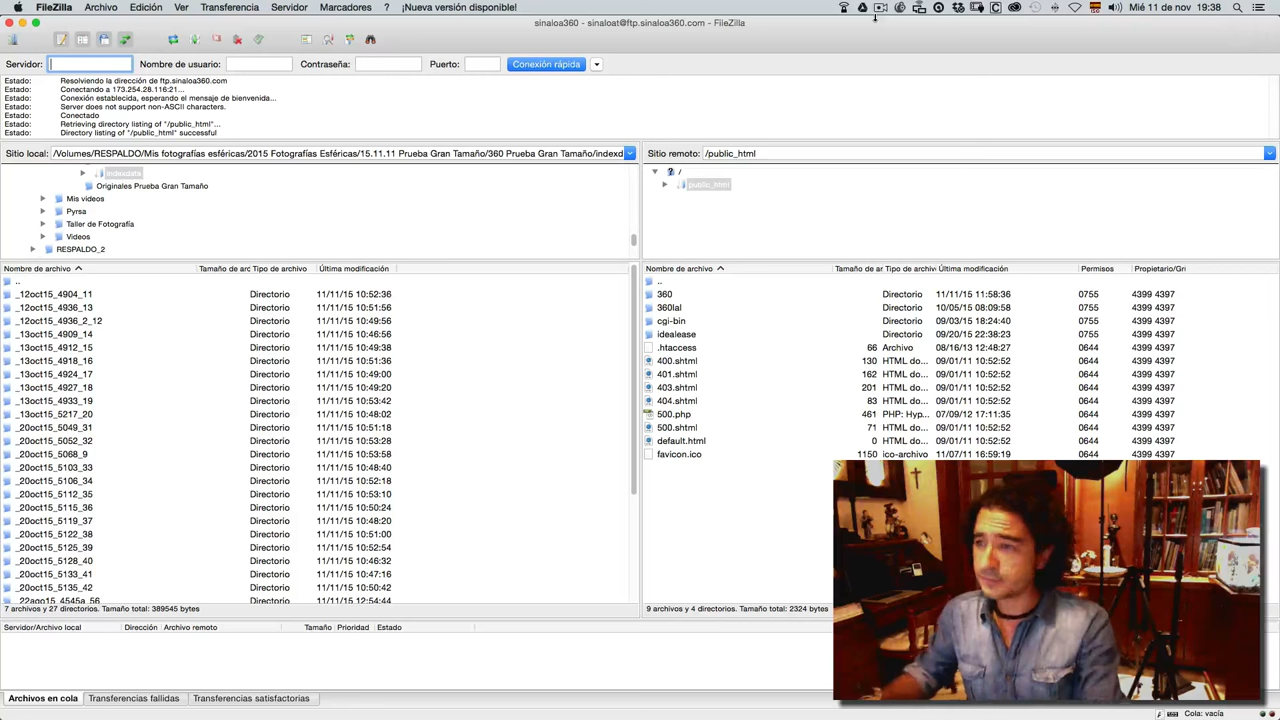 FileZilla Archivo Edición Ver Transferencia Servidor Marcadores ? ¡Nueva versión disponible! Mié 11 de nov 19:38
sinaloa360 - sinaloat@ftp.sinaloa360.com - FileZilla
Servidor: Nombre de usuario: Contraseña: Puerto: Conexión rápida
Estado: Resolviendo la dirección de ftp.sinaloa360.com
Estado: Conectando a 173.254.28.116:21...
Estado: Conexión establecida, esperando el mensaje de bienvenida...
Estado: Server does not support non-ASCII characters.
Estado: Conectado
Estado: Retrieving directory listing of "/public_html"...
Estado: Directory listing of "/public_html" successful
Sitio local: /Volumes/RESPALDO/Mis fotografías esféricas/2015 Fotografías Esféricas/15.11.11 Prueba Gran Tamaño/360 Prueba Gran Tamaño/indexd
indexdata
Originales Prueba Gran Tamaño
Mis videos
Pyrsa
Taller de Fotografía
Videos
RESPALDO_2
Sitio remoto: /public_html
/
public_html
Nombre de archivo Tamaño de arc Tipo de archivo Última modificación
..
_12oct15_4904_11 Directorio 11/11/15 10:52:36
_12oct15_4936_13 Directorio 11/11/15 10:51:56
_12oct15_4936_2_12 Directorio 11/11/15 10:49:56
_13oct15_4909_14 Directorio 11/11/15 10:46:56
_13oct15_4912_15 Directorio 11/11/15 10:49:38
_13oct15_4918_16 Directorio 11/11/15 10:51:36
_13oct15_4924_17 Directorio 11/11/15 10:49:00
_13oct15_4927_18 Directorio 11/11/15 10:49:20
_13oct15_4933_19 Directorio 11/11/15 10:53:42
_13oct15_5217_20 Directorio 11/11/15 10:48:02
_20oct15_5049_31 Directorio 11/11/15 10:51:18
_20oct15_5052_32 Directorio 11/11/15 10:53:28
_20oct15_5068_9 Directorio 11/11/15 10:53:58
_20oct15_5103_33 Directorio 11/11/15 10:48:40
_20oct15_5106_34 Directorio 11/11/15 10:52:18
_20oct15_5112_35 Directorio 11/11/15 10:53:10
_20oct15_5115_36 Directorio 11/11/15 10:50:24
_20oct15_5119_37 Directorio 11/11/15 10:48:20
_20oct15_5122_38 Directorio 11/11/15 10:51:00
_20oct15_5125_39 Directorio 11/11/15 10:52:54
_20oct15_5128_40 Directorio 11/11/15 10:46:32
_20oct15_5133_41 Directorio 11/11/15 10:47:16
_20oct15_5135_42 Directorio 11/11/15 10:50:42
_22ago15_4545a_56 Directorio 11/11/15 12:54:44
7 archivos y 27 directorios. Tamaño total: 389545 bytes
Nombre de archivo Tamaño de ar Tipo de archiv Última modificación Permisos Propietario/Gri
..
360 Directorio 11/11/15 11:58:36 0755 4399 4397
360lal Directorio 10/05/15 08:09:58 0755 4399 4397
cgi-bin Directorio 09/03/15 18:24:40 0755 4399 4397
idealease Directorio 09/20/15 22:38:23 0755 4399 4397
.htaccess 66 Archivo 08/16/13 12:48:27 0644 4399 4397
400.shtml 130 HTML do... 09/01/11 10:52:52 0644 4399 4397
401.shtml 162 HTML do... 09/01/11 10:52:52 0644 4399 4397
403.shtml 201 HTML do... 09/01/11 10:52:52 0644 4399 4397
404.shtml 83 HTML do... 09/01/11 10:52:52 0644 4399 4397
500.php 461 PHP: Hyp... 07/09/12 17:11:35 0644 4399 4397
500.shtml 71 HTML do... 09/01/11 10:52:52 0644 4399 4397
default.html 0 HTML do... 09/01/11 10:52:52 0644 4399 4397
favicon.ico 1150 ico-archivo 11/07/11 16:59:19 0644 4399 4397
9 archivos y 4 directorios. Tamaño total: 2324 bytes
Servidor/Archivo local Dirección Archivo remoto Tamaño Prioridad Estado
Archivos en cola Transferencias fallidas Transferencias satisfactorias
Cola: vacía